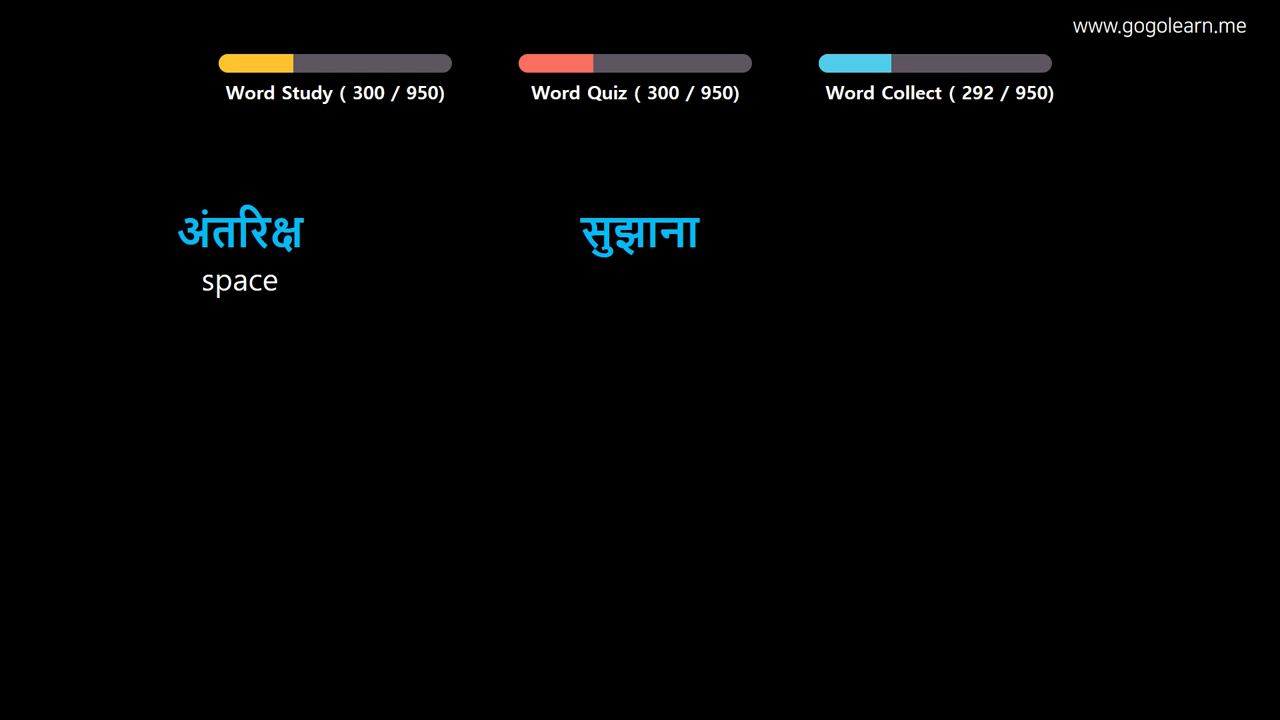 www.gogolearn.me
Word Study ( 300 / 950)
Word Quiz ( 300 / 950)
Word Collect ( 292 / 950)
अंतरिक्ष
space
सुझाना